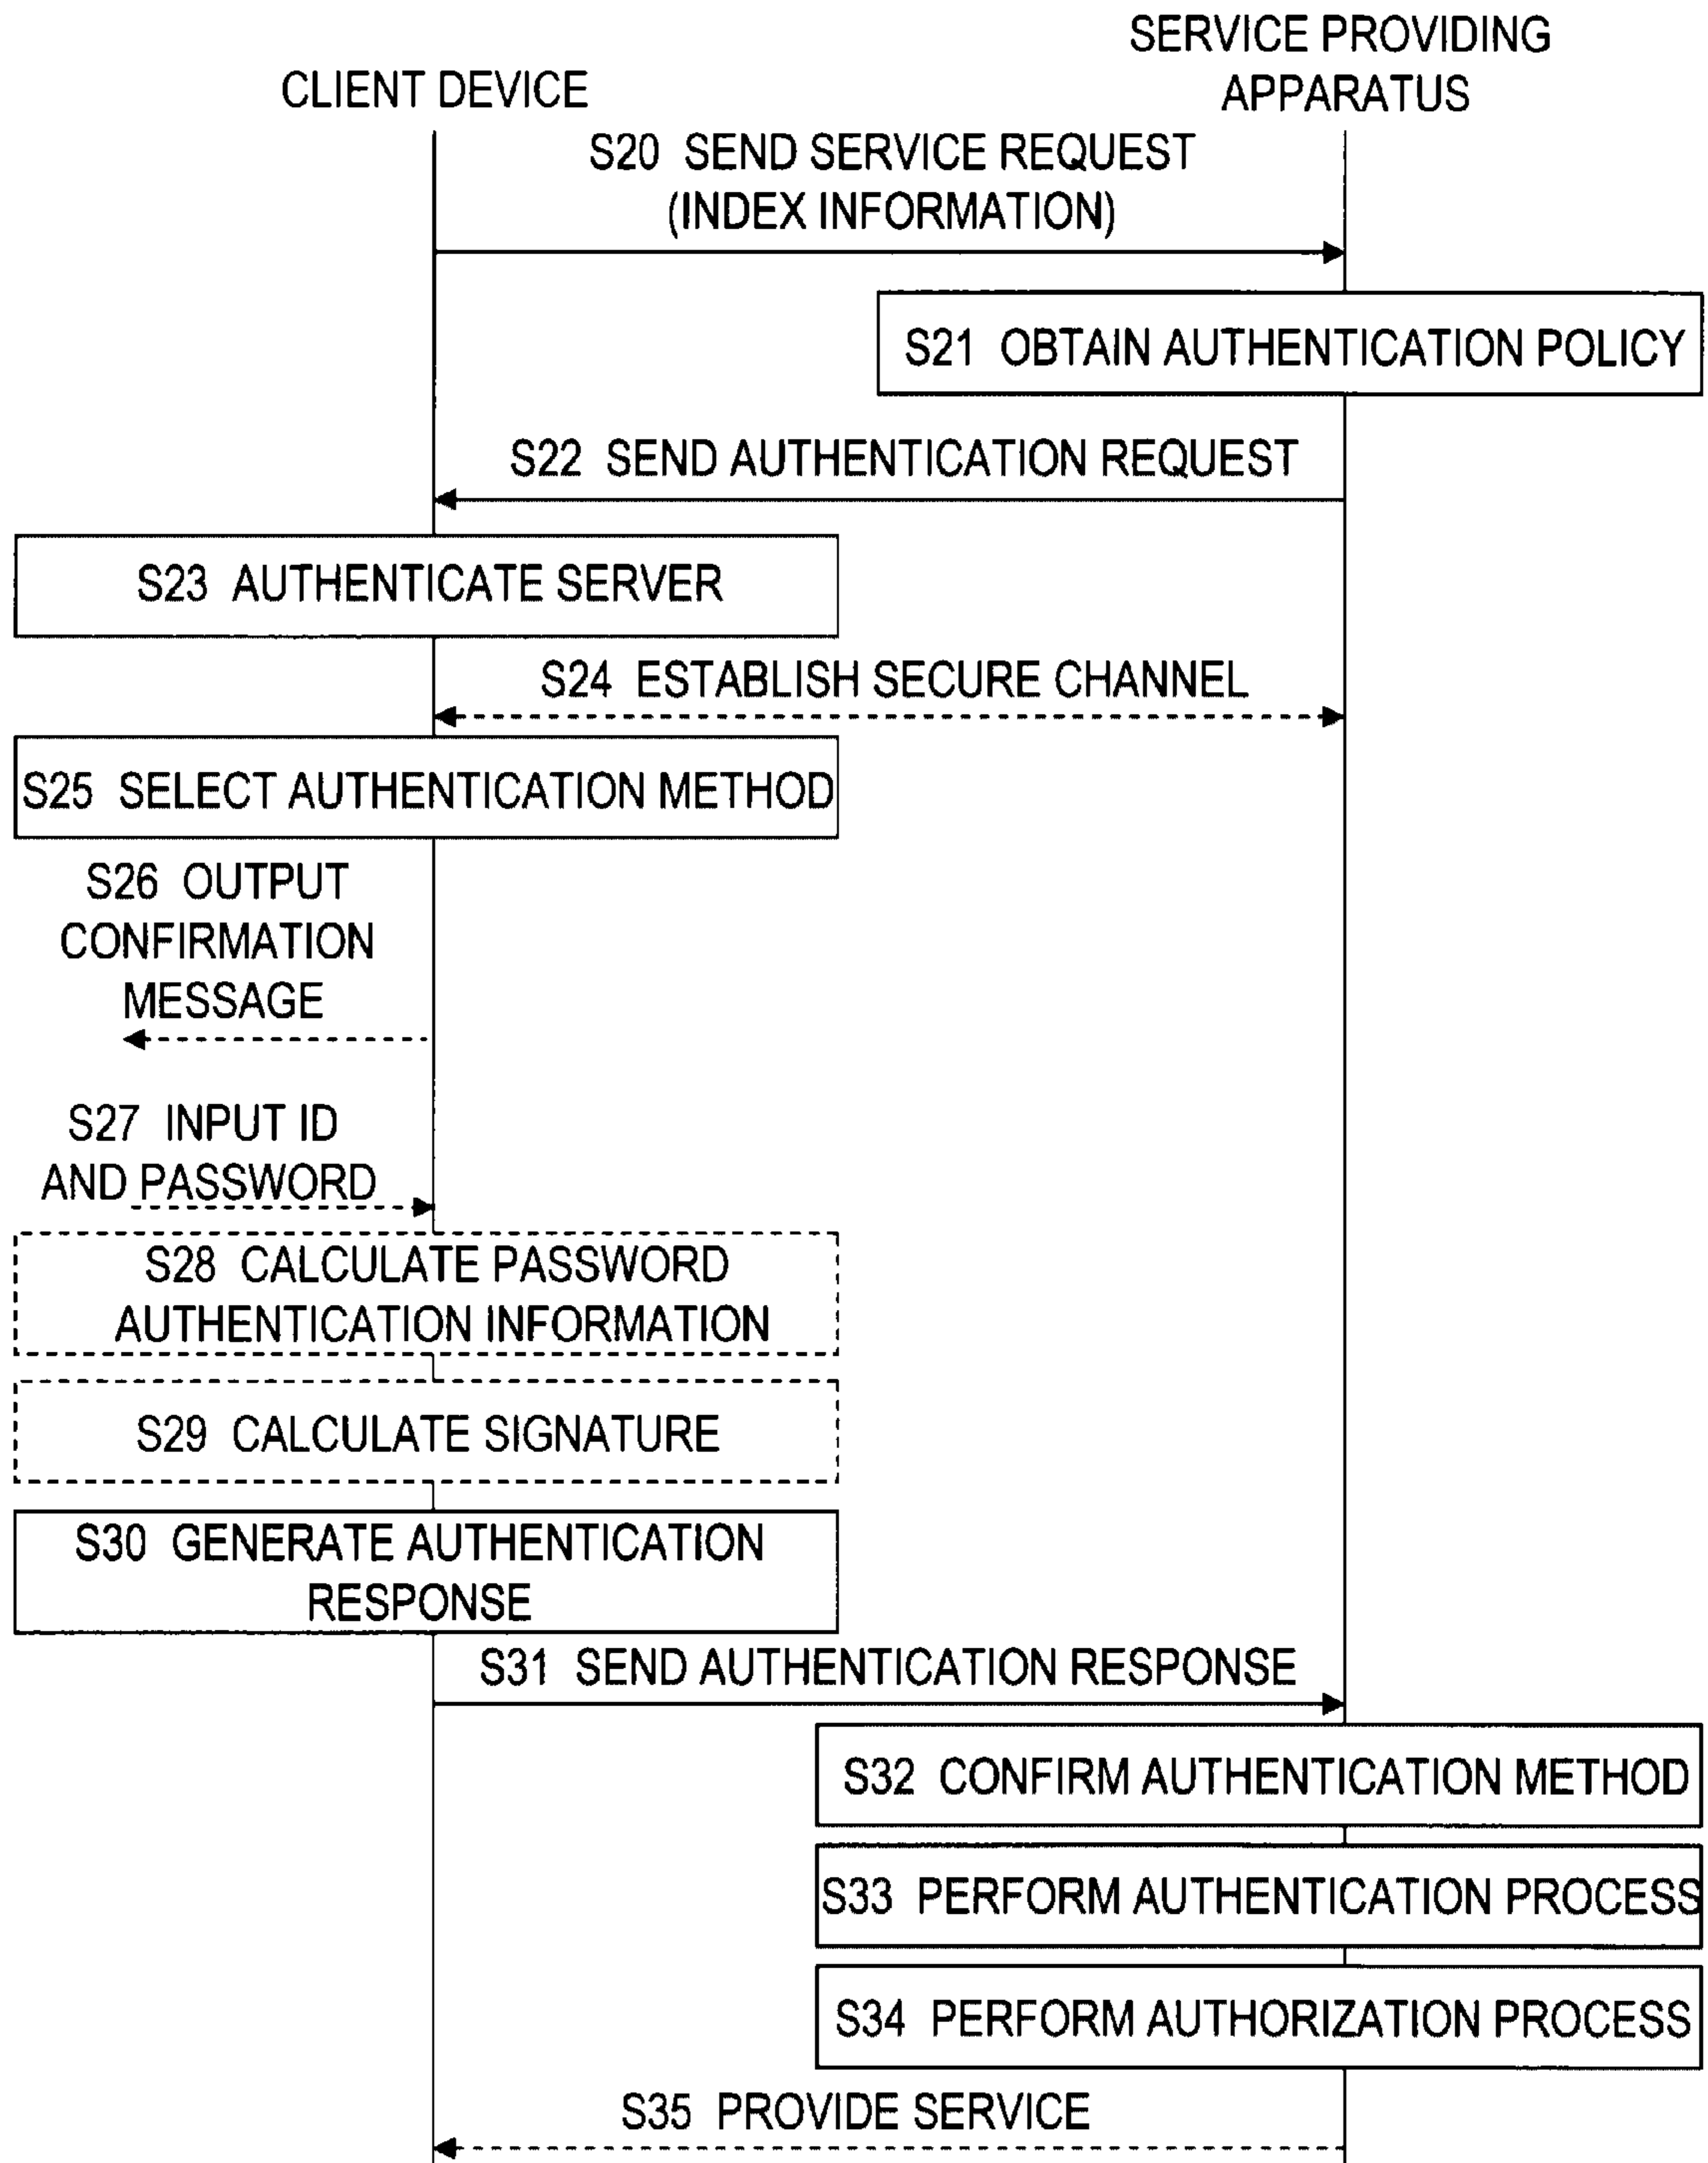 CLIENT DEVICE
SERVICE PROVIDING
APPARATUS
S20 SEND SERVICE REQUEST
(INDEX INFORMATION)
S21 OBTAIN AUTHENTICATION POLICY
S22 SEND AUTHENTICATION REQUEST
S23 AUTHENTICATE SERVER
S24 ESTABLISH SECURE CHANNEL
S25 SELECT AUTHENTICATION METHOD
S26 OUTPUT
CONFIRMATION
MESSAGE
S27 INPUT ID
AND PASSWORD
S28 CALCULATE PASSWORD
AUTHENTICATION INFORMATION
S29 CALCULATE SIGNATURE
S30 GENERATE AUTHENTICATION
RESPONSE
S31 SEND AUTHENTICATION RESPONSE
S32 CONFIRM AUTHENTICATION METHOD
S33 PERFORM AUTHENTICATION PROCESS
S34 PERFORM AUTHORIZATION PROCESS
S35 PROVIDE SERVICE